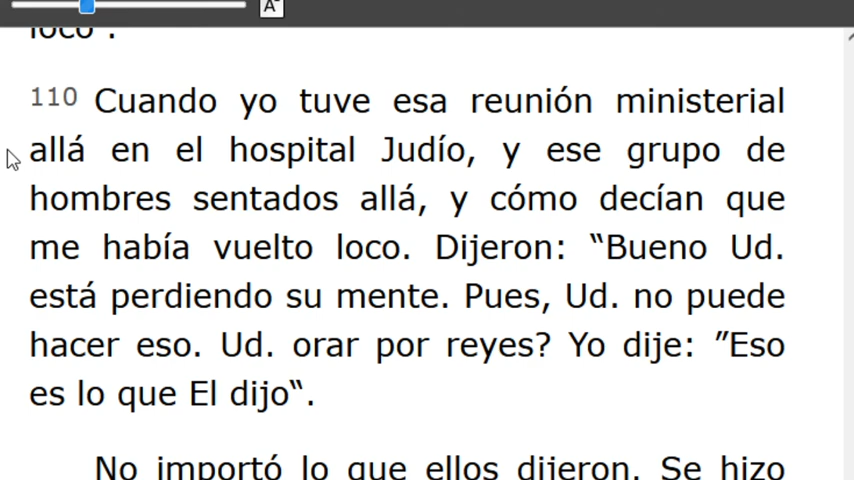 A
loco".
110 Cuando yo tuve esa reunión ministerial
allá en el hospital Judío, y ese grupo de
hombres sentados allá, y cómo decían que
me había vuelto loco. Dijeron: “Bueno Ud.
está perdiendo su mente. Pues, Ud. no puede
hacer eso. Ud. orar por reyes? Yo dije: ”Eso
es lo que El dijo“.
No importó lo que ellos dijeron. Se hizo